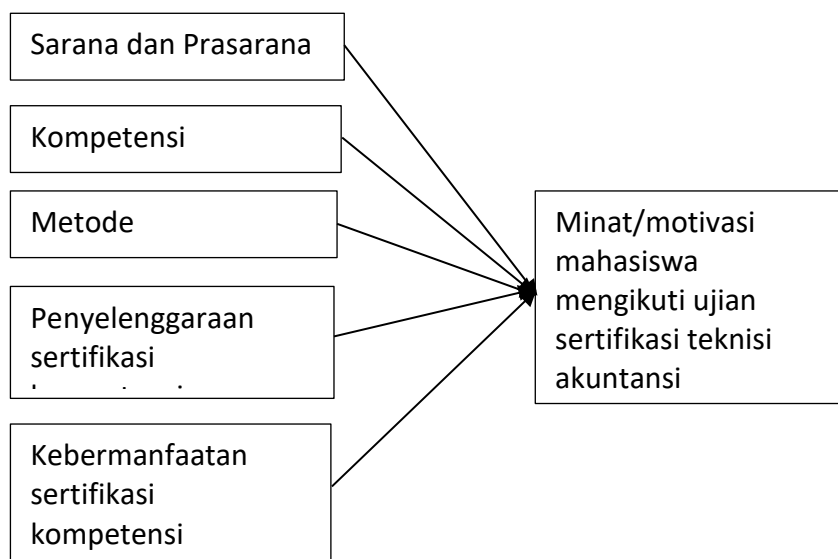 Sarana dan Prasarana
Kompetensi
Metode
Penyelenggaraan
sertifikasi
Kebermanfaatan
sertifikasi
kompetensi
Minat/motivasi
mahasiswa
mengikuti ujian
sertifikasi teknisi
akuntansi